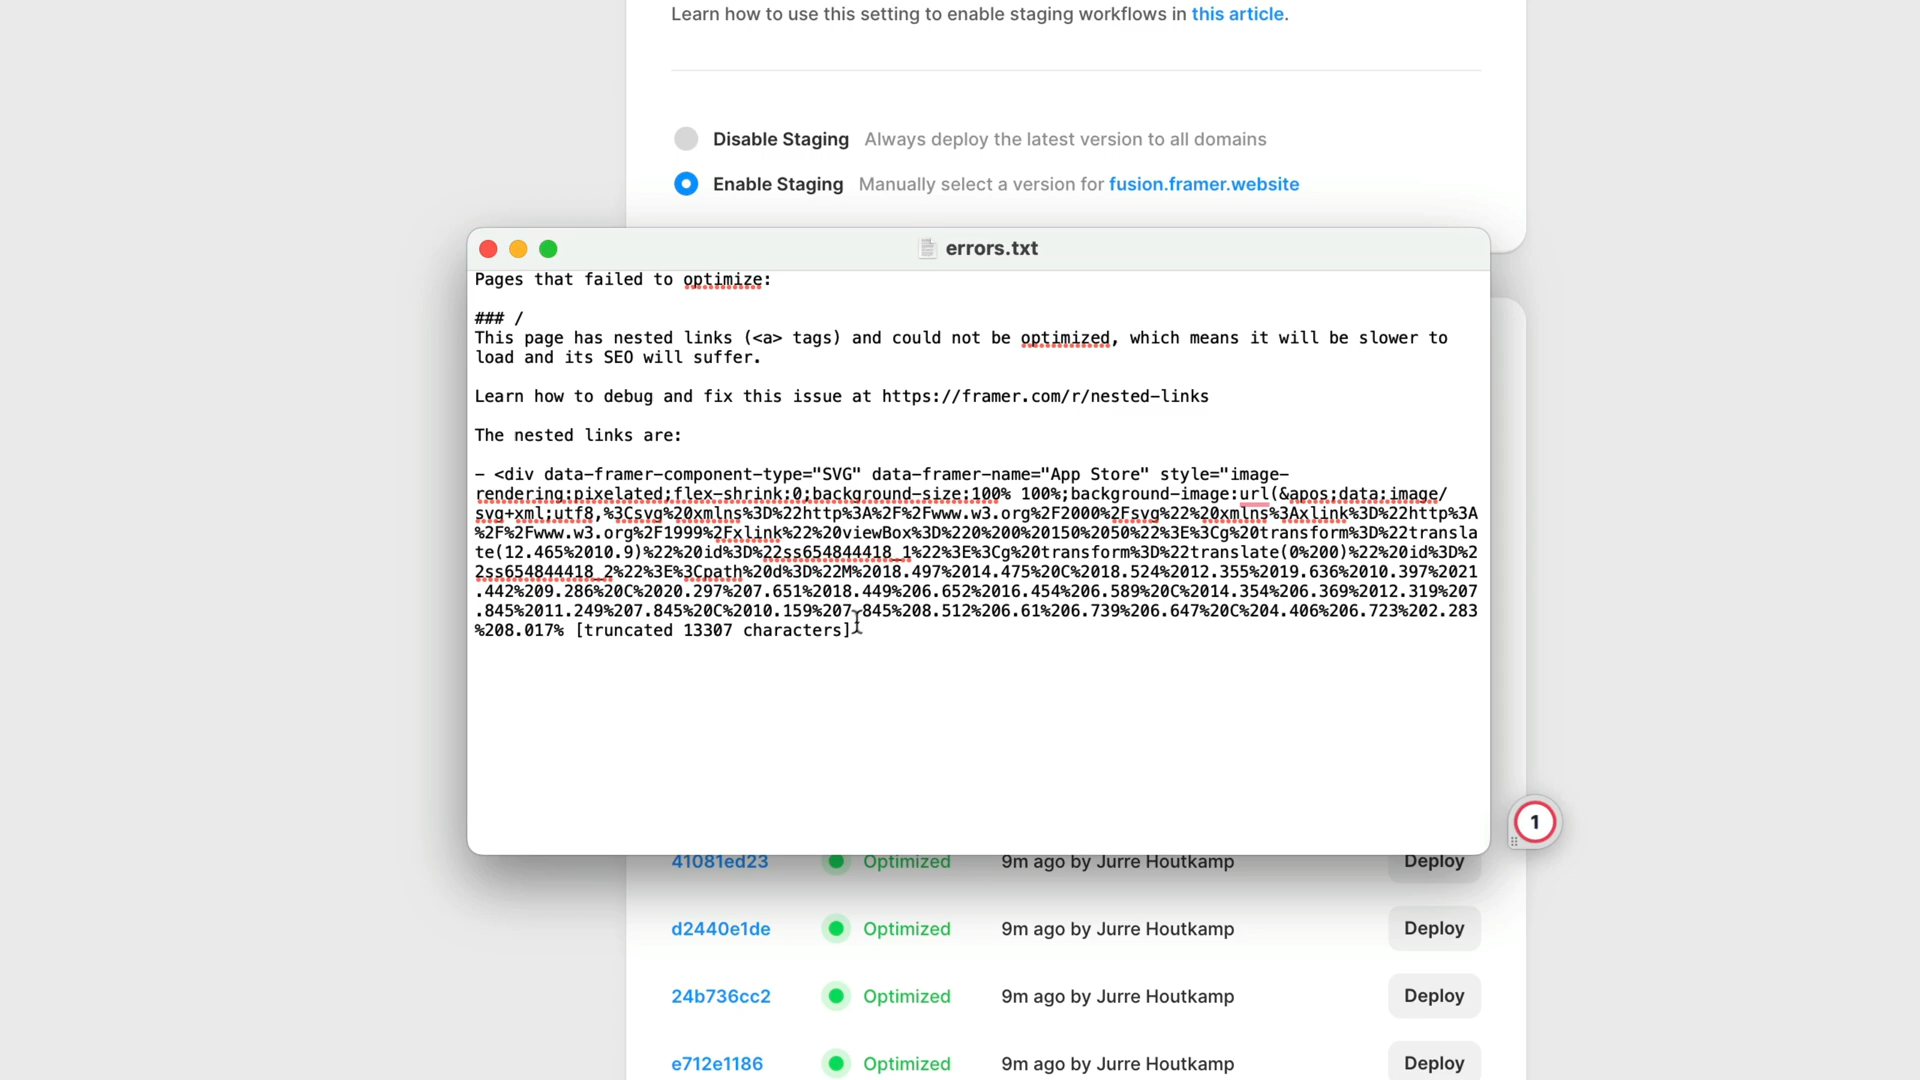 Learn how to use this setting to enable staging workflows in this article.
Disable Staging Always deploy the latest version to all domains
Enable Staging Manually select a version for fusion.framer.website
errors.txt
Pages that failed to optimize:
### /
This page has nested links (<a> tags) and could not be optimized, which means it will be slower to
load and its SEO will suffer.
Learn how to debug and fix this issue at https://framer.com/r/nested-links
The nested links are:
- <div data-framer-component-type="SVG" data-framer-name="App Store" style="image-
rendering:pixelated;flex-shrink:0;background-size:100% 100%;background-image:url(&apos;data:image/
svg+xml;utf8,%3Csvg%20xmlns%3D%22http%3A%2F%2Fwww.w3.org%2F2000%2Fsvg%22%20xmlns%3Axlink%3D%22http%3A
%2F%2Fwww.w3.org%2F1999%2Fxlink%22%20viewBox%3D%220%200%20150%2050%22%3E%3Cg%20transform%3D%22transla
te(12.465%2010.9)%22%20id%3D%22ss654844418_1%22%3E%3Cg%20transform%3D%22translate(0%200)%22%20id%3D%2
2ss654844418_2%22%3E%3Cpath%20d%3D%22M%2018.497%2014.475%20C%2018.524%2012.355%2019.636%2010.397%2021
.442%209.286%20C%2020.297%207.651%2018.449%206.652%2016.454%206.589%20C%2014.354%206.369%2012.319%207
.845%2011.249%207.845%20C%2010.159%207.845%208.512%206.61%206.739%206.647%20C%204.406%206.723%202.283
%208.017% [truncated 13307 characters]
1
41081ed23 Optimized 9m ago by Jurre Houtkamp Deploy
d2440e1de Optimized 9m ago by Jurre Houtkamp Deploy
24b736cc2 Optimized 9m ago by Jurre Houtkamp Deploy
e712e1186 Optimized 9m ago by Jurre Houtkamp Deploy